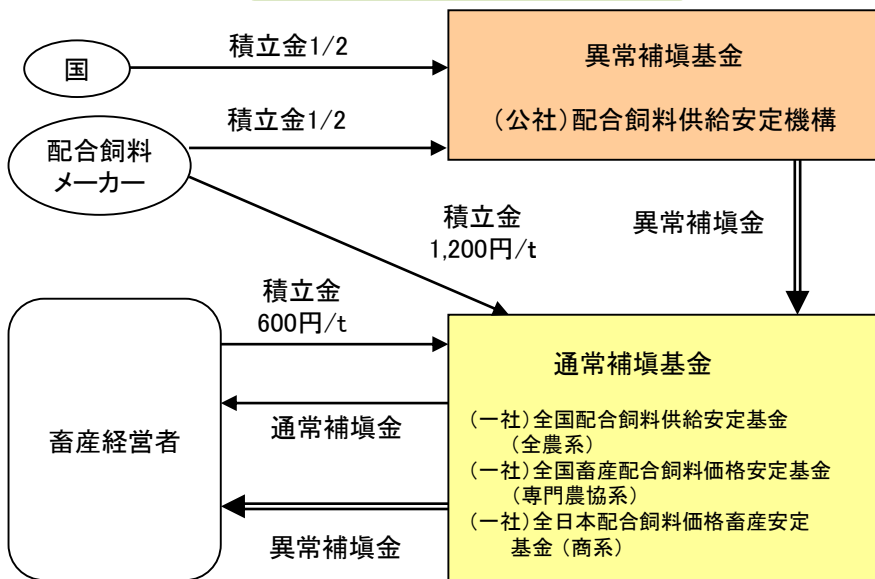 国
積立金1/2
異常補塡基金
(公社)配合飼料供給安定機構
配合飼料
メーカー
積立金1/2
積立金
1,200円/t
異常補塡金
積立金
600円/t
畜産経営者
通常補塡金
異常補塡金
通常補塡基金
(一社)全国配合飼料供給安定基金
(全農系)
(一社)全国畜産配合飼料価格安定基金
(専門農協系)
(一社)全日本配合飼料価格畜産安定
基金(商系)